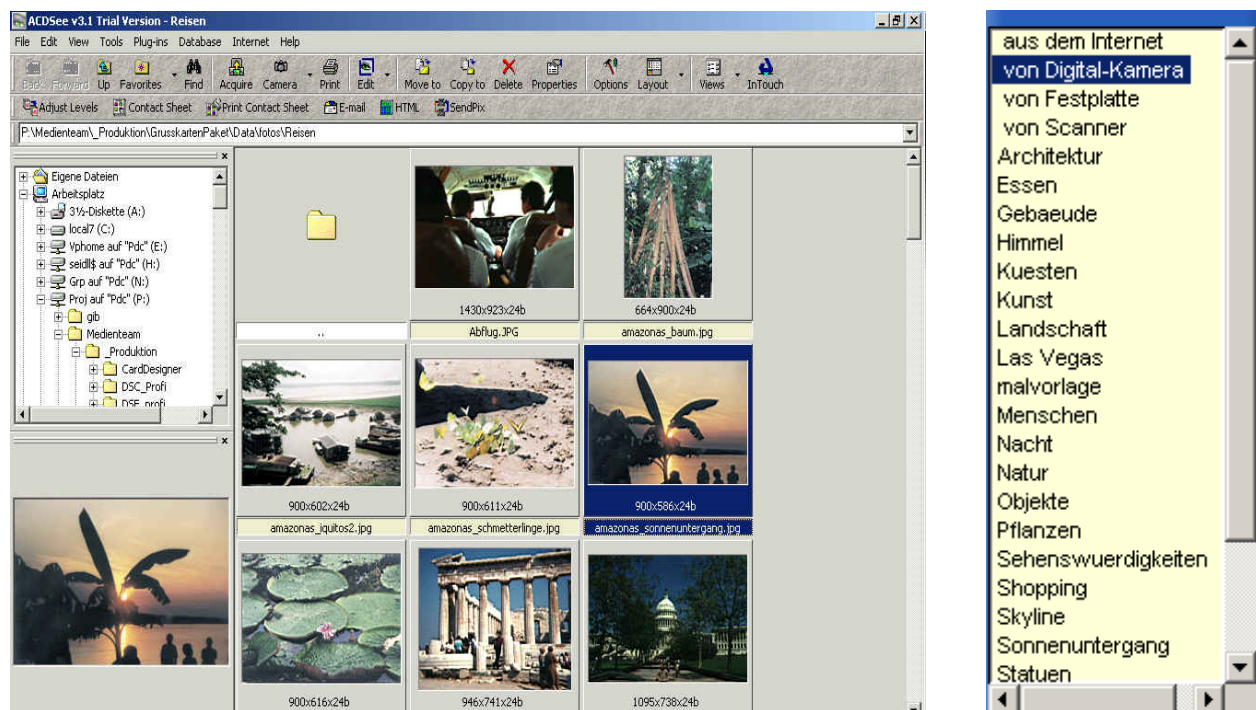 ACDSee v3.1 Trial Version - Reisen
File Edit View Tools Plug-ins Database Internet Help
Back Forward Up Favorites Find Acquire Camera Print Edit Move to Copy to Delete Properties Options Layout Views InTouch
Adjust Levels Contact Sheet Print Contact Sheet E-mail HTML SendPix
P:\Medienteam\_Produktion\GrusskartenPaket\Data\fotos\Reisen
Eigene Dateien
Arbeitsplatz
3½-Diskette (A:)
local7 (C:)
Vphome auf "Pdc" (E:)
seidl$ auf "Pdc" (H:)
Grp auf "Pdc" (N:)
Proj auf "Pdc" (P:)
gib
Medienteam
_Produktion
CardDesigner
DSC_Profi
DSE_profi
1430x923x24b
664x900x24b
..
Abflug.JPG
amazonas_baum.jpg
900x602x24b
900x611x24b
900x586x24b
amazonas_iquitos2.jpg
amazonas_schmetterlinge.jpg
amazonas_sonnenuntergang.jpg
900x616x24b
946x741x24b
1095x738x24b
aus dem Internet
von Digital-Kamera
von Festplatte
von Scanner
Architektur
Essen
Gebaeude
Himmel
Kuesten
Kunst
Landschaft
Las Vegas
malvorlage
Menschen
Nacht
Natur
Objekte
Pflanzen
Sehenswuerdigkeiten
Shopping
Skyline
Sonnenuntergang
Statuen